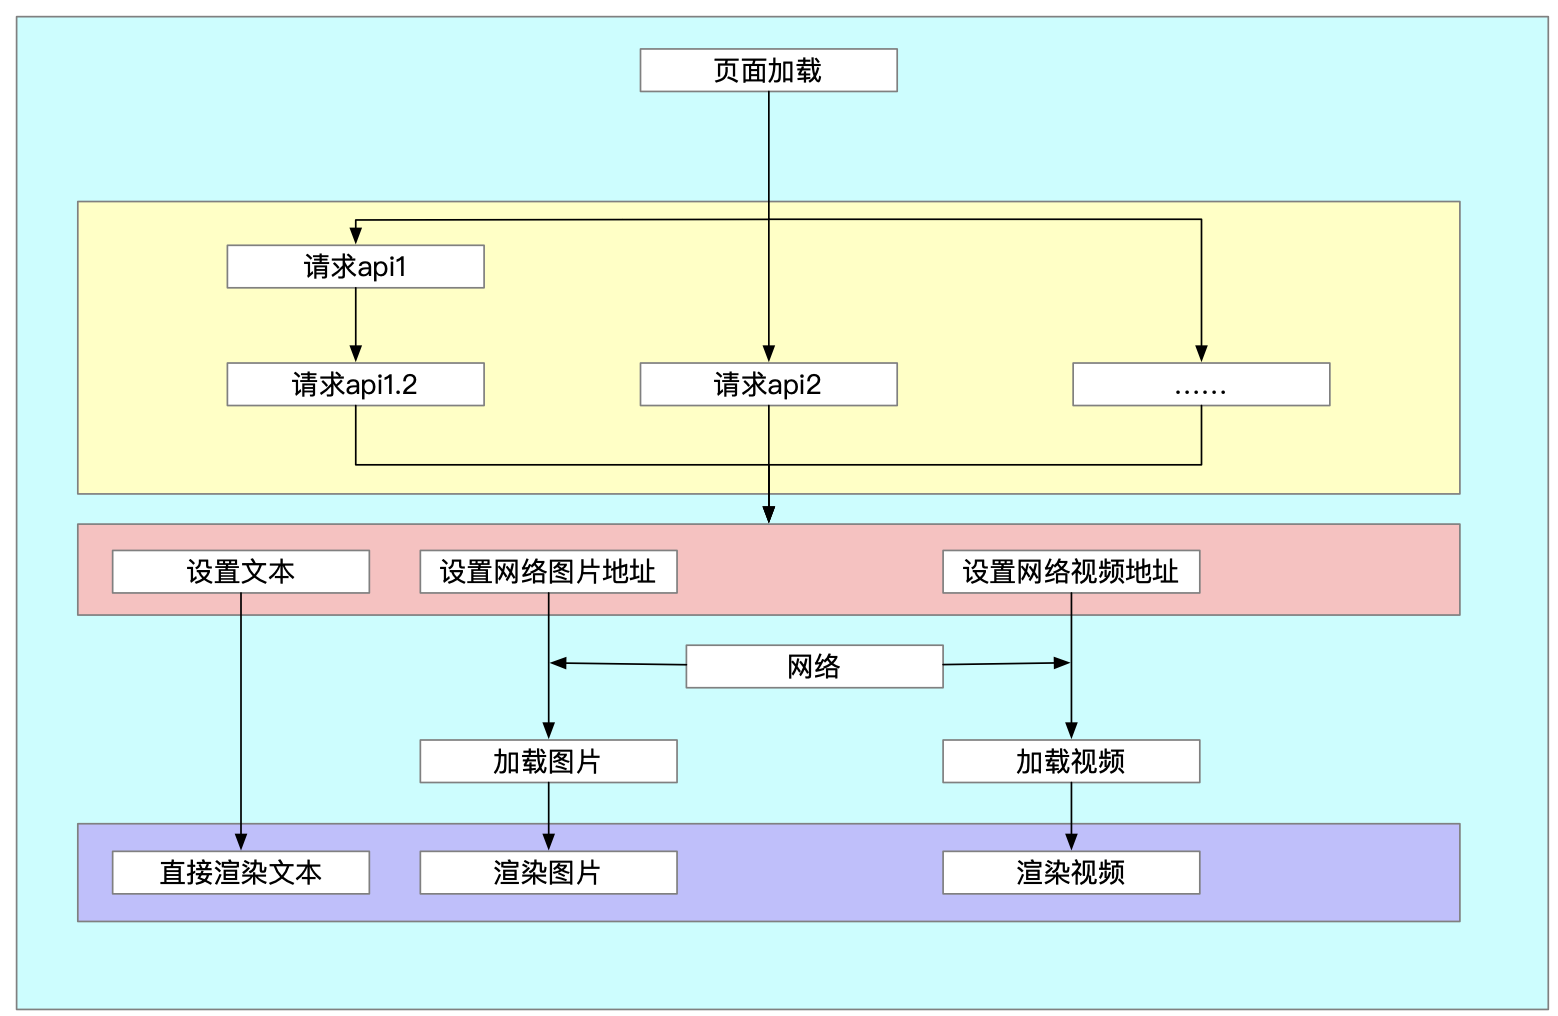 页面加载
请求api1
请求api1.2
请求api2
......
设置文本
设置网络图片地址
设置网络视频地址
网络
加载图片
加载视频
直接渲染文本
渲染图片
渲染视频